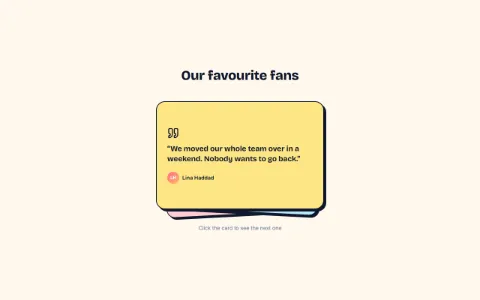 Our favourite fans
"We moved our whole team over in a
weekend. Nobody wants to go back."
LH Lina Haddad
Click the card to see the next one